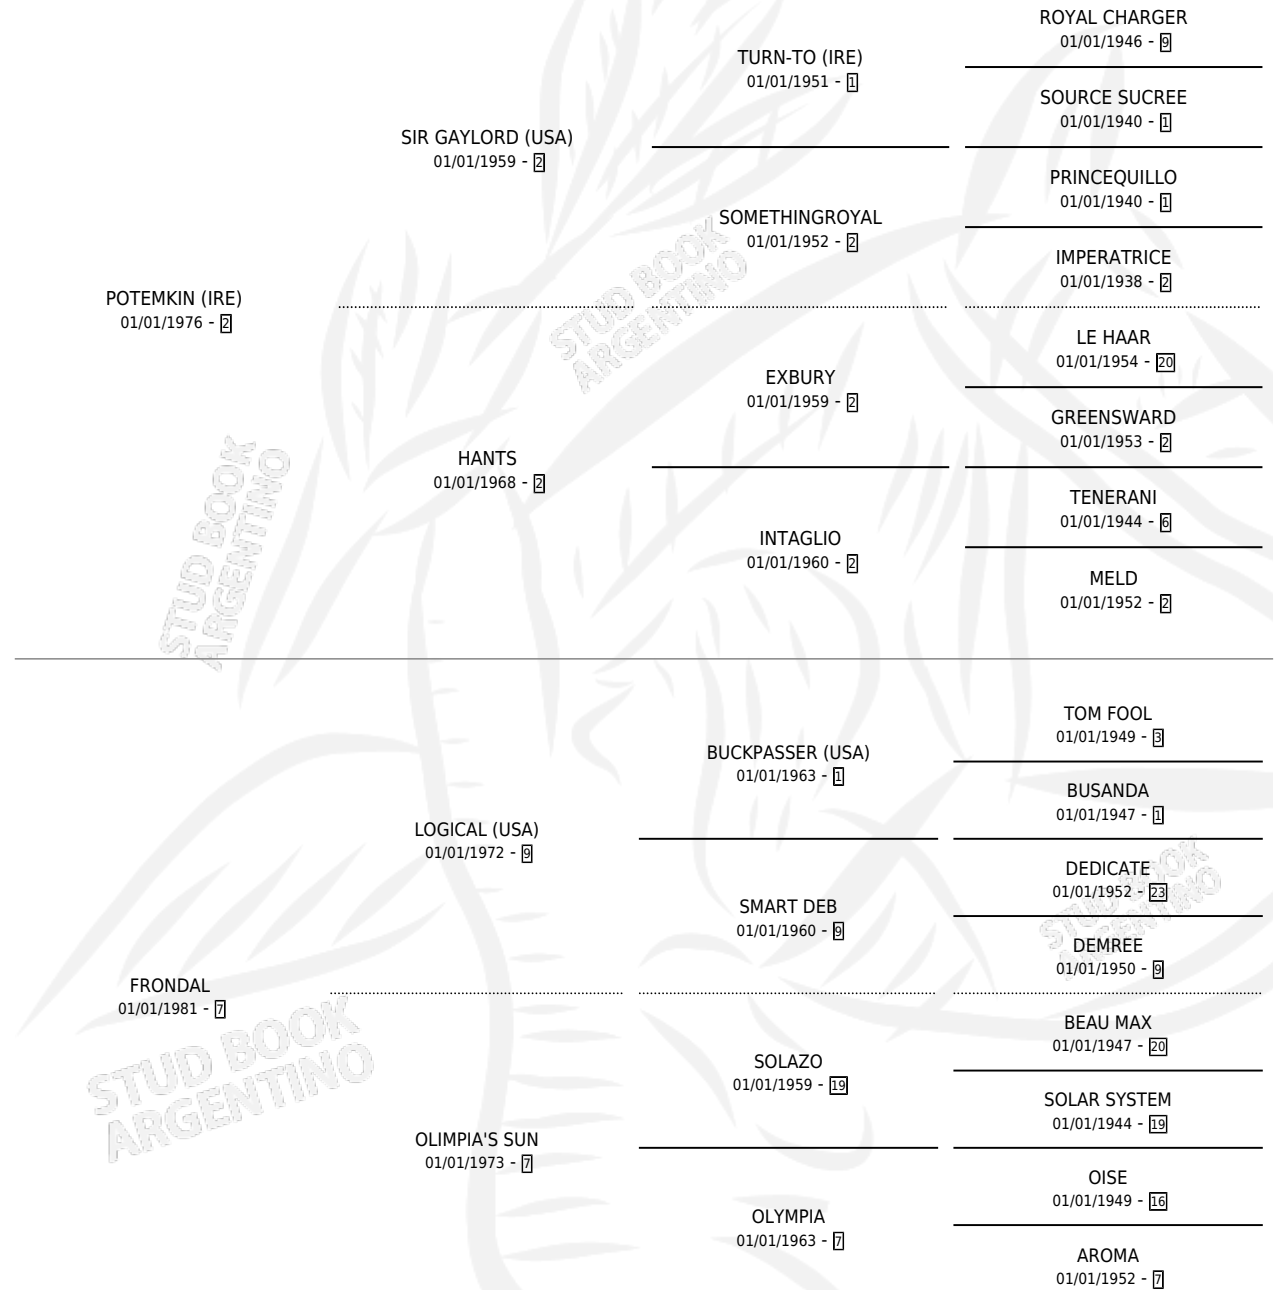 ROYAL CHARGER
01/01/1946 - 9
TURN-TO (IRE)
01/01/1951 - 1
SOURCE SUCREE
01/01/1940 - 1
SIR GAYLORD (USA)
01/01/1959 - 2
PRINCEQUILLO
01/01/1940 - 1
SOMETHINGROYAL
01/01/1952 - 2
IMPERATRICE
01/01/1938 - 2
POTEMKIN (IRE)
01/01/1976 - 2
LE HAAR
01/01/1954 - 20
EXBURY
01/01/1959 - 2
GREENSWARD
01/01/1953 - 2
HANTS
01/01/1968 - 2
TENERANI
01/01/1944 - 6
INTAGLIO
01/01/1960 - 2
MELD
01/01/1952 - 2
TOM FOOL
01/01/1949 - 3
BUCKPASSER (USA)
01/01/1963 - 1
BUSANDA
01/01/1947 - 1
LOGICAL (USA)
01/01/1972 - 9
DEDICATE
01/01/1952 - 23
SMART DEB
01/01/1960 - 9
DEMREE
01/01/1950 - 9
FRONDAL
01/01/1981 - 7
BEAU MAX
01/01/1947 - 20
SOLAZO
01/01/1959 - 19
SOLAR SYSTEM
01/01/1944 - 19
OLIMPIA'S SUN
01/01/1973 - 7
OISE
01/01/1949 - 16
OLYMPIA
01/01/1963 - 7
AROMA
01/01/1952 - 7
STUD BOOK
ARGENTINO
STUD BOOK
ARGENTINO
STUD BOOK
ARGENTINO
STUD BOOK
ARGENTINO